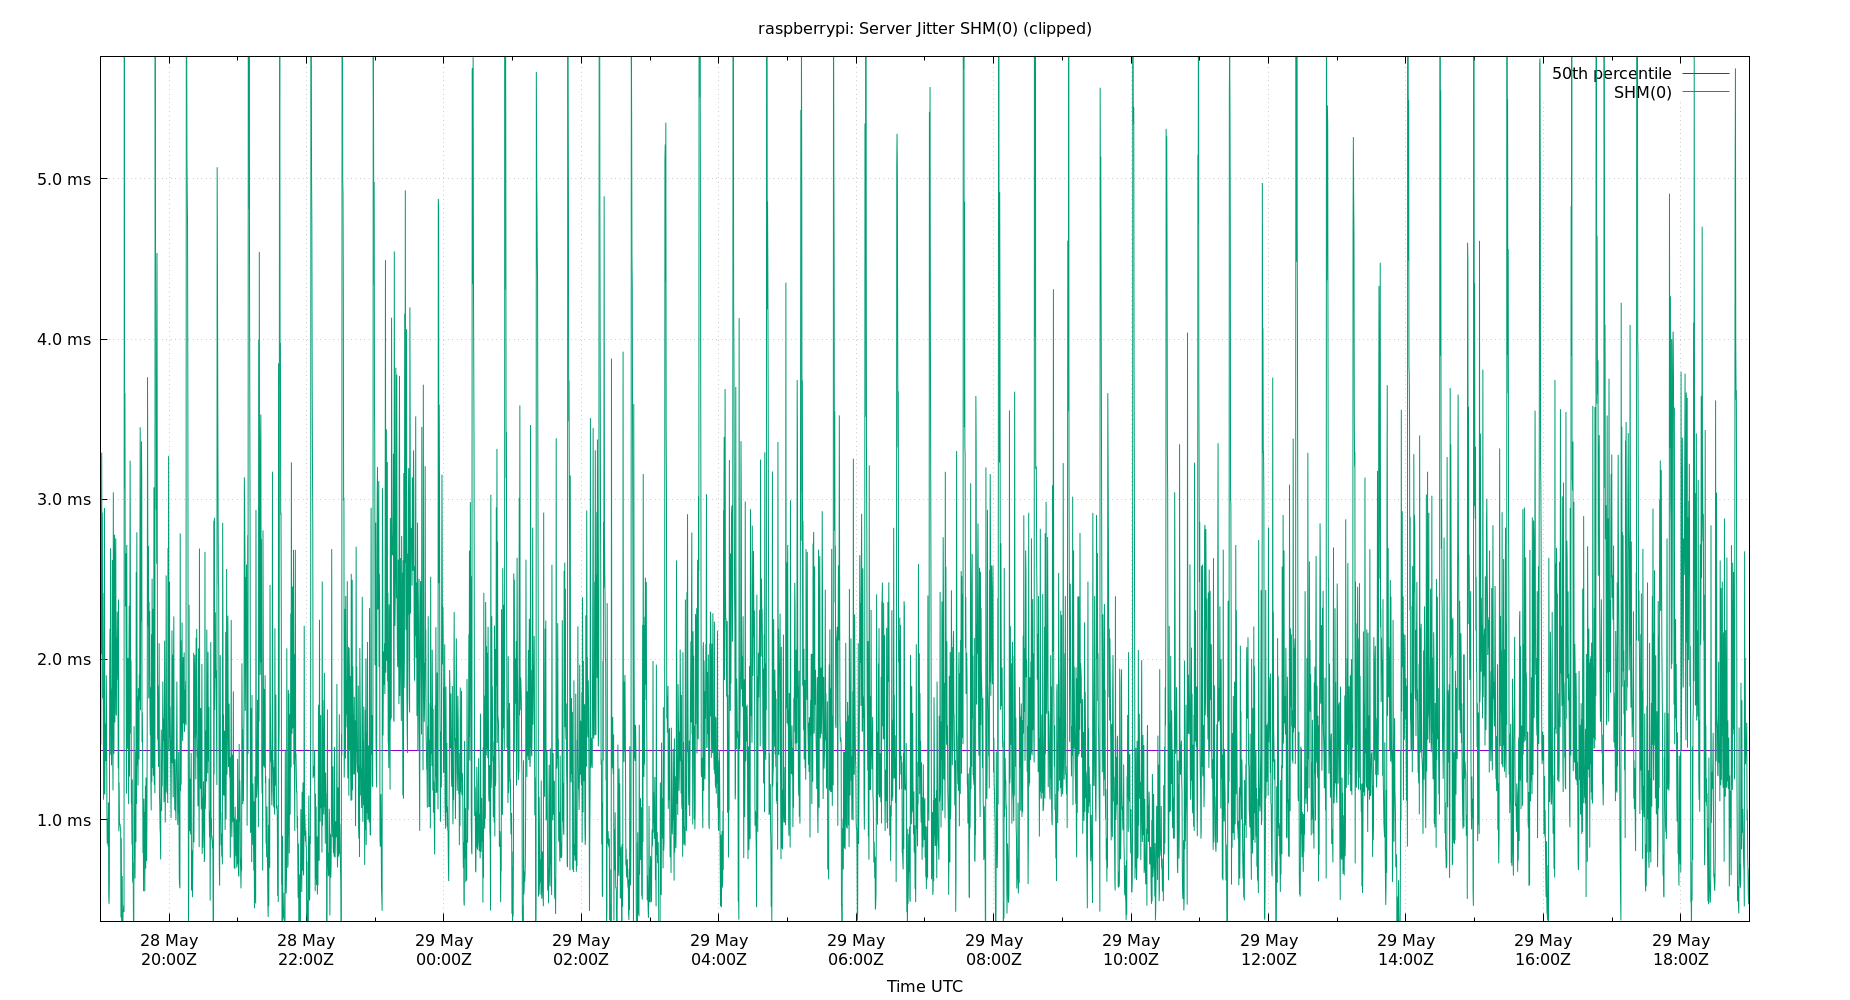 raspberrypi: Server Jitter SHM(0) (clipped)
50th percentile
SHM(0)
5.0 ms
4.0 ms
3.0 ms
2.0 ms
1.0 ms
28 May 28 May 29 May 29 May 29 May 29 May 29 May 29 May 29 May 29 May 29 May 29 May
20:00Z 22:00Z 00:00Z 02:00Z 04:00Z 06:00Z 08:00Z 10:00Z 12:00Z 14:00Z 16:00Z 18:00Z
Time UTC